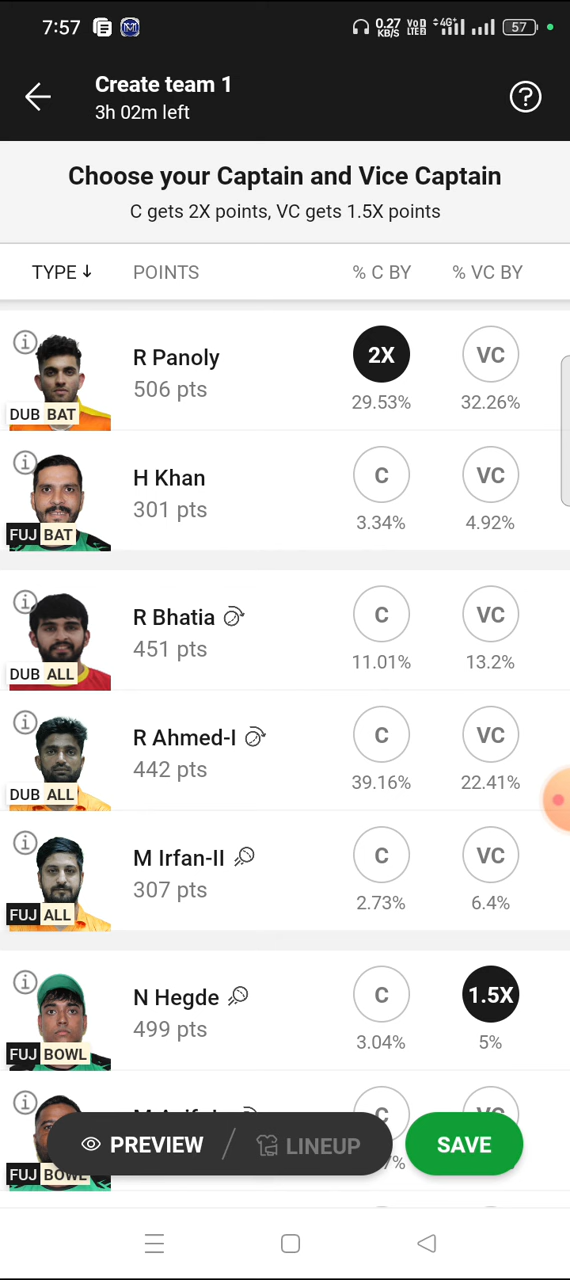 7:57
0.27 KB/S
VoD LTE2
4G+
57
Create team 1
3h 02m left
Choose your Captain and Vice Captain
C gets 2X points, VC gets 1.5X points
TYPE ↓ POINTS % C BY % VC BY
R Panoly 2X VC
506 pts 29.53% 32.26%
DUB BAT
H Khan C VC
301 pts 3.34% 4.92%
FUJ BAT
R Bhatia C VC
451 pts 11.01% 13.2%
DUB ALL
R Ahmed-I C VC
442 pts 39.16% 22.41%
DUB ALL
M Irfan-II C VC
307 pts 2.73% 6.4%
FUJ ALL
N Hegde C 1.5X
499 pts 3.04% 5%
FUJ BOWL
C VC
PREVIEW / LINEUP SAVE
7%
FUJ BOWL